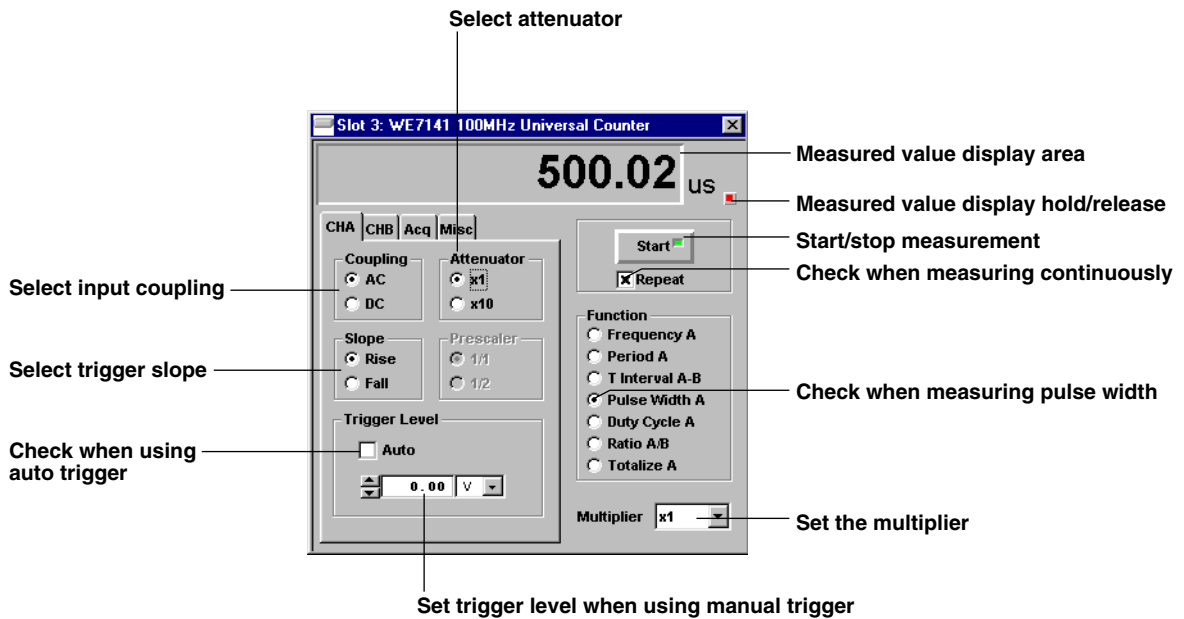 Select attenuator
Slot 3: WE7141 100MHz Universal Counter
500.02 us
Measured value display area
Measured value display hold/release
Start/stop measurement
Check when measuring continuously
CHA CHB Acq Misc
Start
Repeat
Coupling
AC
DC
Attenuator
x1
x10
Select input coupling
Slope
Rise
Fall
Prescaler
1/1
1/2
Select trigger slope
Function
Frequency A
Period A
T Interval A-B
Pulse Width A
Duty Cycle A
Ratio A/B
Totalize A
Check when measuring pulse width
Trigger Level
Auto
0.00 V
Check when using
auto trigger
Multiplier x1
Set the multiplier
Set trigger level when using manual trigger